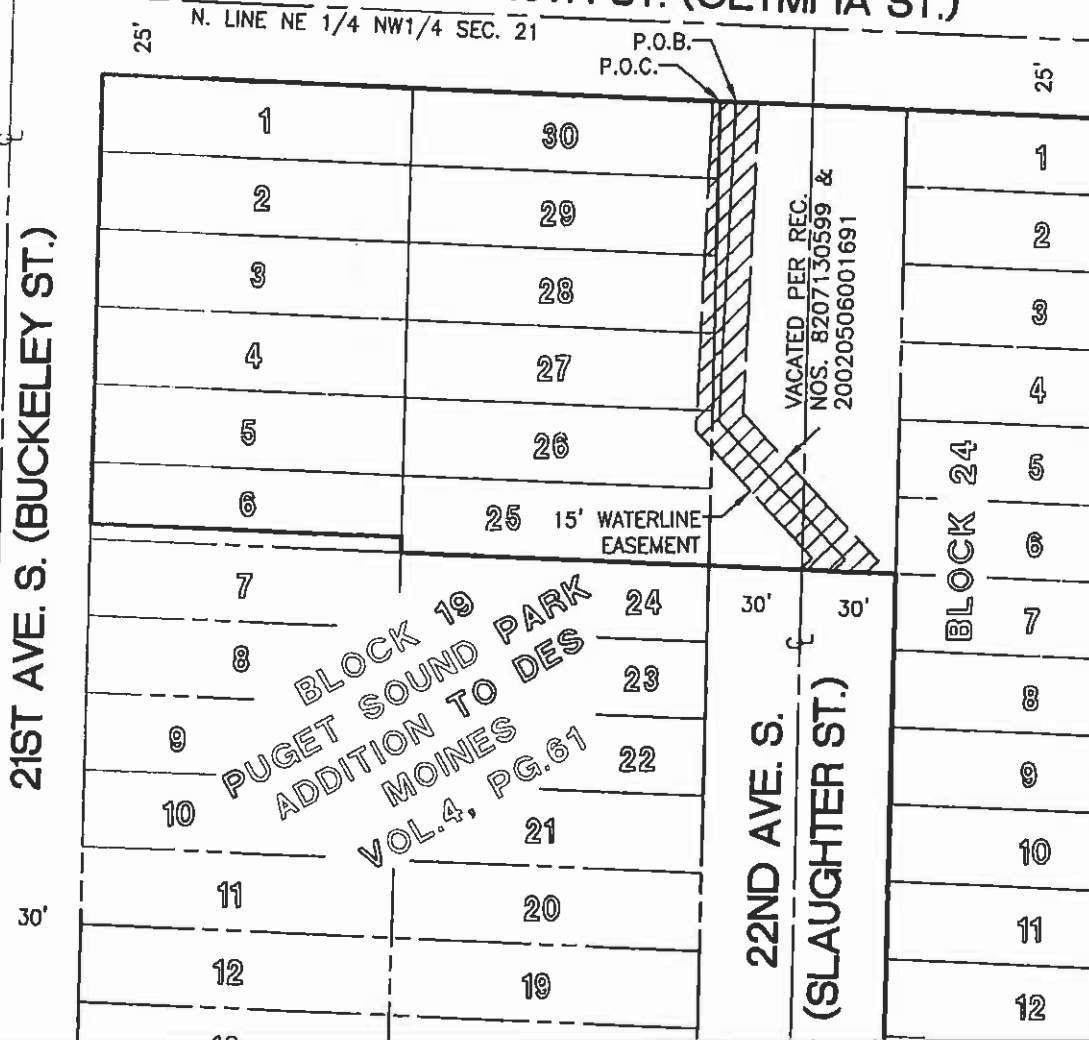 ST. (OLYMPIA ST.)
N. LINE NE 1/4 NW1/4 SEC. 21
25'
P.O.B.
P.O.C.
25'
1
30
1
2
29
2
3
28
3
4
27
4
5
26
5
6
25
6
VACATED PER REC.
NOS. 8207130599 &
20020506001691
15' WATERLINE
EASEMENT
BLOCK 24
21ST AVE. S. (BUCKELEY ST.)
7
24
30'
30'
7
8
23
8
9
22
9
10
21
10
11
20
11
12
19
12
30'
BLOCK 19
PUGET SOUND PARK
ADDITION TO DES
MOINES
VOL.4, PG.61
22ND AVE. S.
(SLAUGHTER ST.)